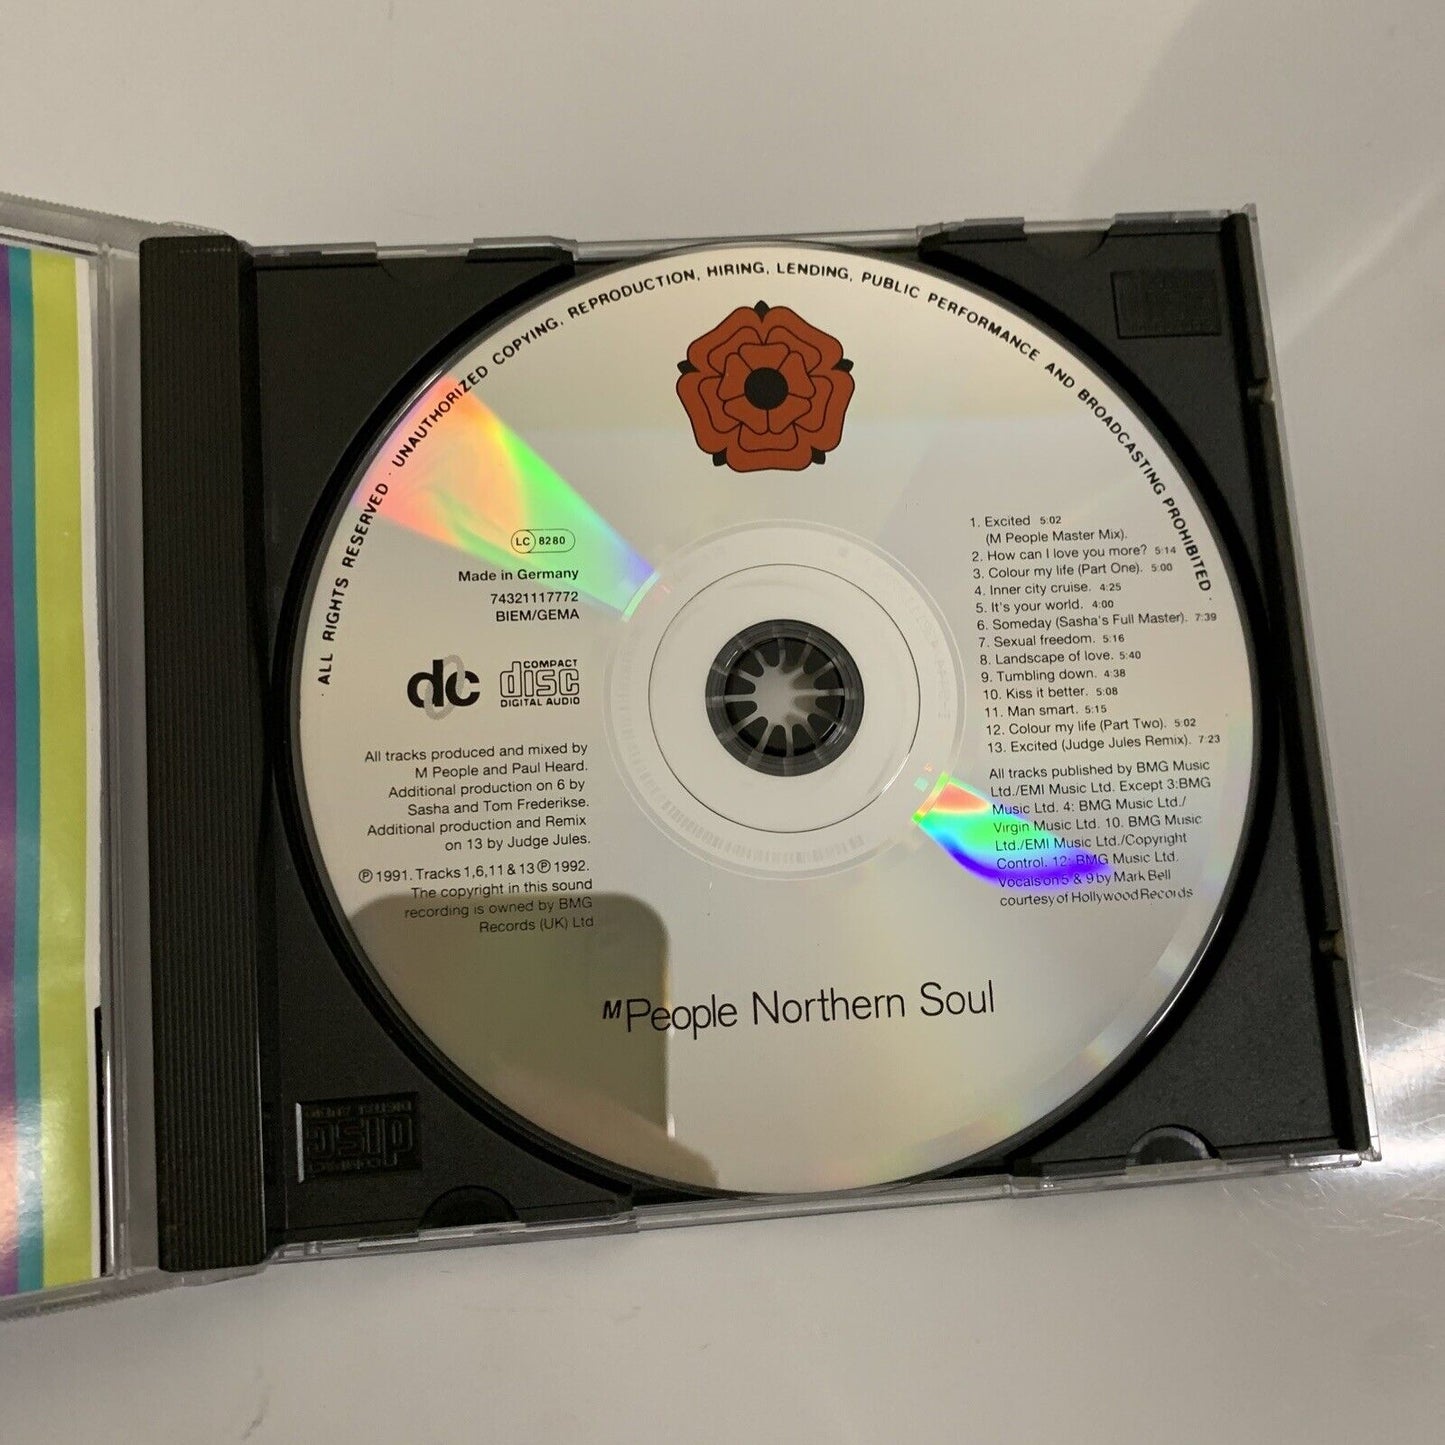 ALL RIGHTS RESERVED · UNAUTHORIZED COPYING, REPRODUCTION, HIRING, LENDING, PUBLIC PERFORMANCE AND BROADCASTING PROHIBITED ·
LC 8280
Made in Germany
74321117772
BIEM/GEMA
dc
COMPACT
disc
DIGITAL AUDIO
All tracks produced and mixed by
M People and Paul Heard.
Additional production on 6 by
Sasha and Tom Frederikse.
Additional production and Remix
on 13 by Judge Jules.
℗ 1991. Tracks 1,6,11 & 13 ℗ 1992.
The copyright in this sound
recording is owned by BMG
Records (UK) Ltd
1. Excited 5:02
(M People Master Mix).
2. How can I love you more? 5:14
3. Colour my life (Part One). 5:00
4. Inner city cruise. 4:25
5. It's your world. 4:00
6. Someday (Sasha's Full Master). 7:39
7. Sexual freedom. 5:16
8. Landscape of love. 5:40
9. Tumbling down. 4:38
10. Kiss it better. 5:08
11. Man smart. 5:15
12. Colour my life (Part Two). 5:02
13. Excited (Judge Jules Remix). 7:23
All tracks published by BMG Music
Ltd./EMI Music Ltd. Except 3:BMG
Music Ltd. 4: BMG Music Ltd./
Virgin Music Ltd. 10. BMG Music
Ltd./EMI Music Ltd./Copyright
Control. 12: BMG Music Ltd.
Vocals on 5 & 9 by Mark Bell
courtesy of Hollywood Records
M People Northern Soul
disc